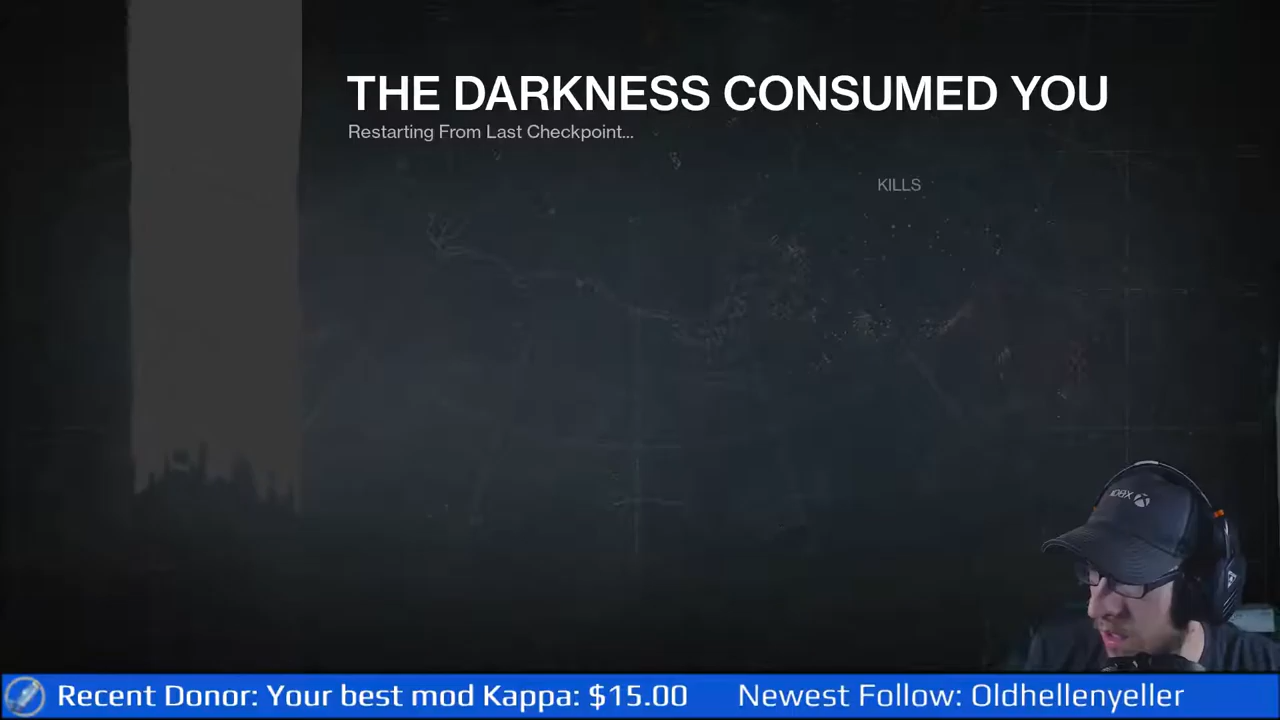 THE DARKNESS CONSUMED YOU
Restarting From Last Checkpoint...
KILLS
XBOX
Recent Donor: Your best mod Kappa: $15.00 Newest Follow: Oldhellenyeller